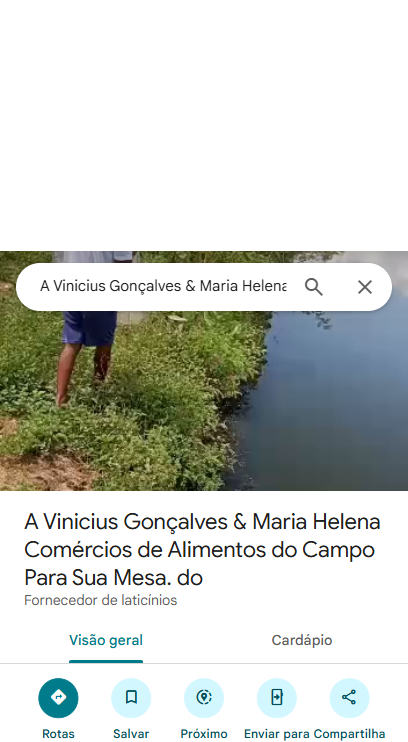 A Vinicius Gonçalves & Maria Helena
A Vinicius Gonçalves & Maria Helena
Comércios de Alimentos do Campo
Para Sua Mesa. do
Fornecedor de laticínios
Visão geral Cardápio
Rotas Salvar Próximo Enviar para Compartilha